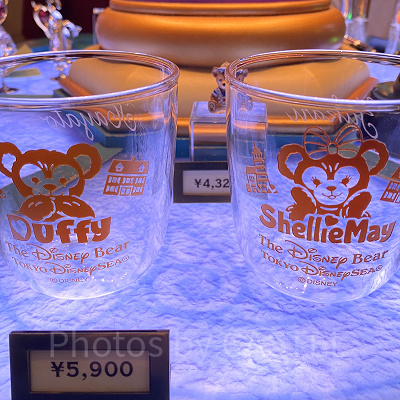 Duffy
The Disney Bear
TOKYO DISNEYSEA®
©DISNEY
ShellieMay
The Disney Bear
TOKYO DISNEYSEA®
©DISNEY
¥4,32
¥5,900
Photos by